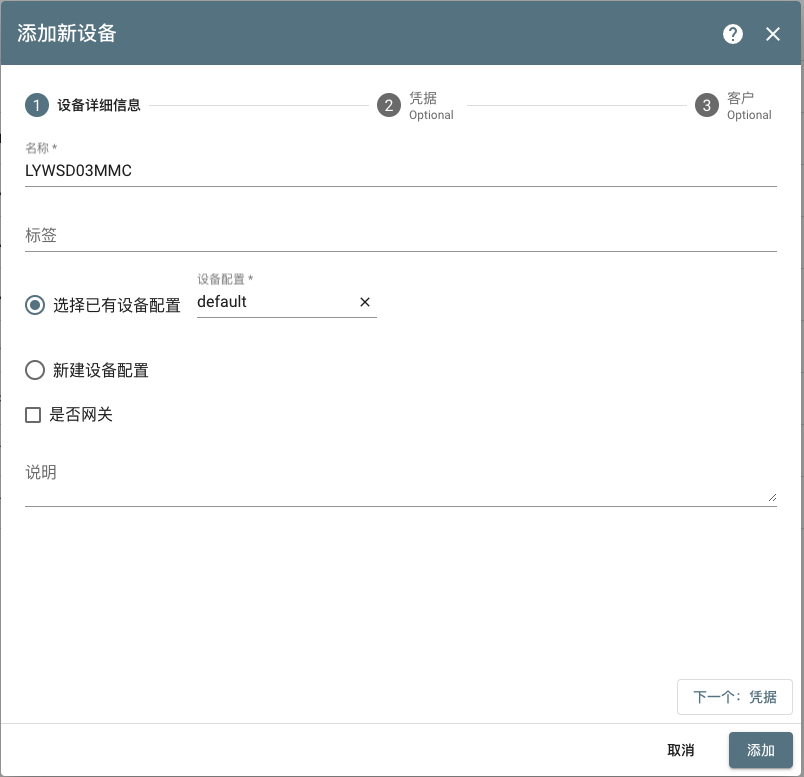 添加新设备
1 设备详细信息
2 凭据
Optional
3 客户
Optional
名称 *
LYWSD03MMC
标签
选择已有设备配置
设备配置 *
default
新建设备配置
是否网关
说明
下一个：凭据
取消 添加